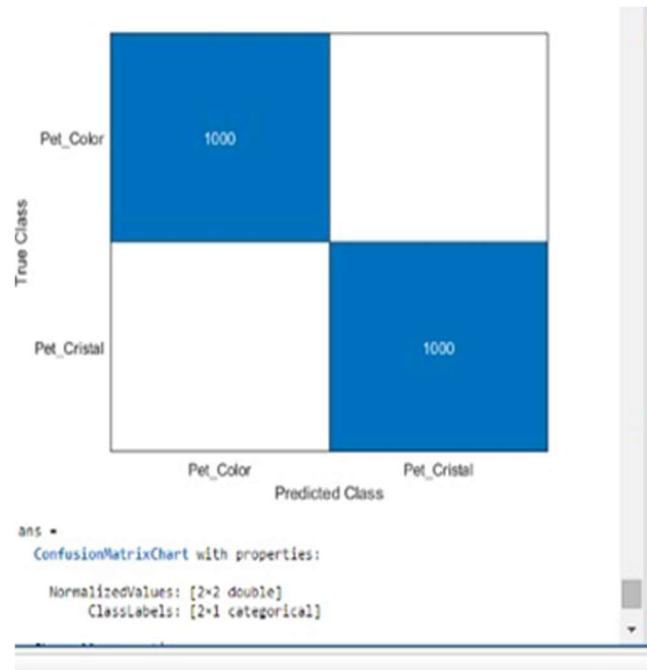 Pet_Color
1000
True Class
Pet_Cristal
1000
Pet_Color Pet_Cristal
Predicted Class
ans =
ConfusionMatrixChart with properties:
NormalizedValues: [2×2 double]
ClassLabels: [2×1 categorical]